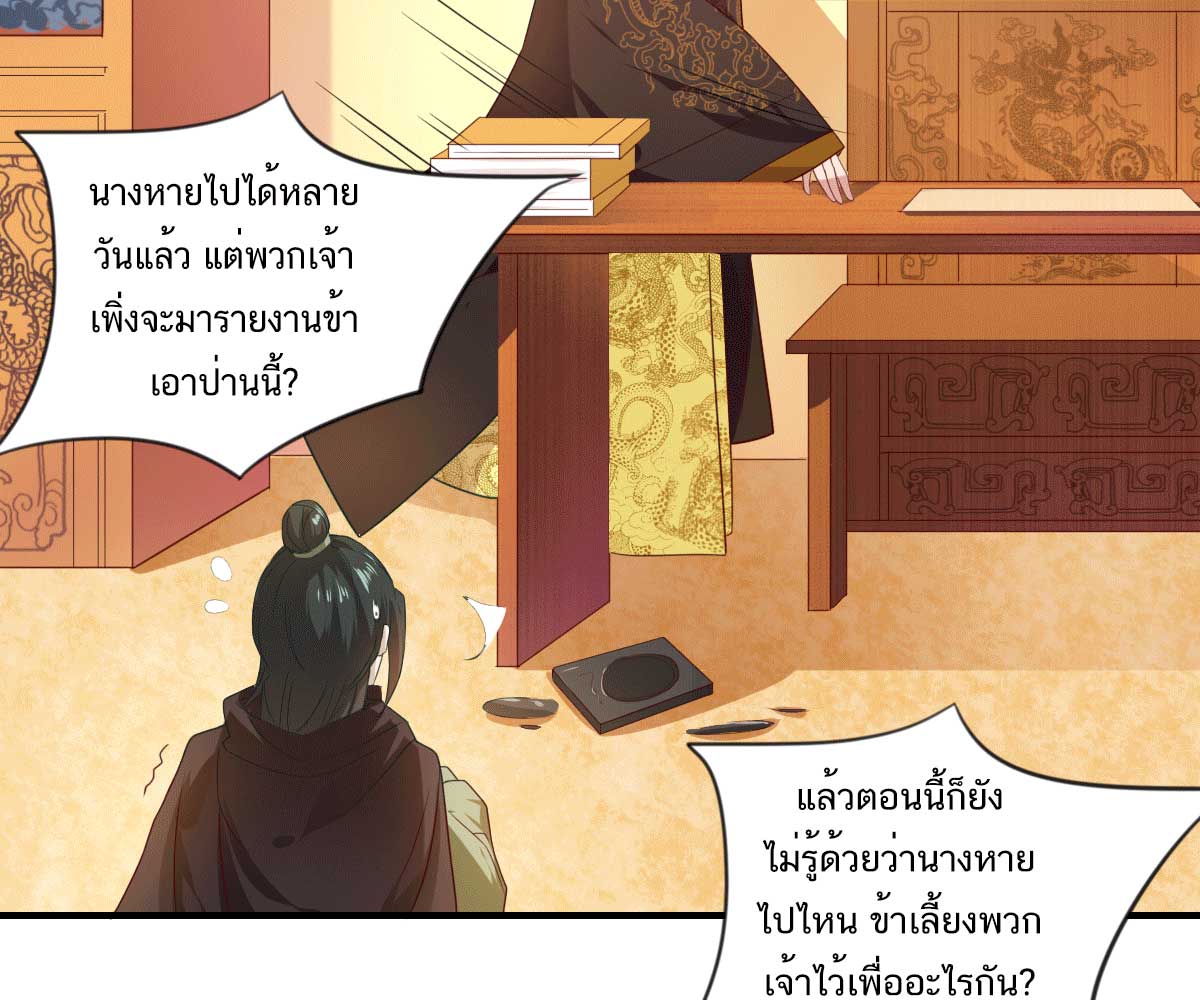 นางหายไปได้หลาย
วันแล้ว แต่พวกเจ้า
เพิ่งจะมารายงานข้า
เอาป่านนี้?
แล้วตอนนี้ก็ยัง
ไม่รู้ด้วยว่านางหาย
ไปไหน ข้าเลี้ยงพวก
เจ้าไว้เพื่ออะไรกัน?